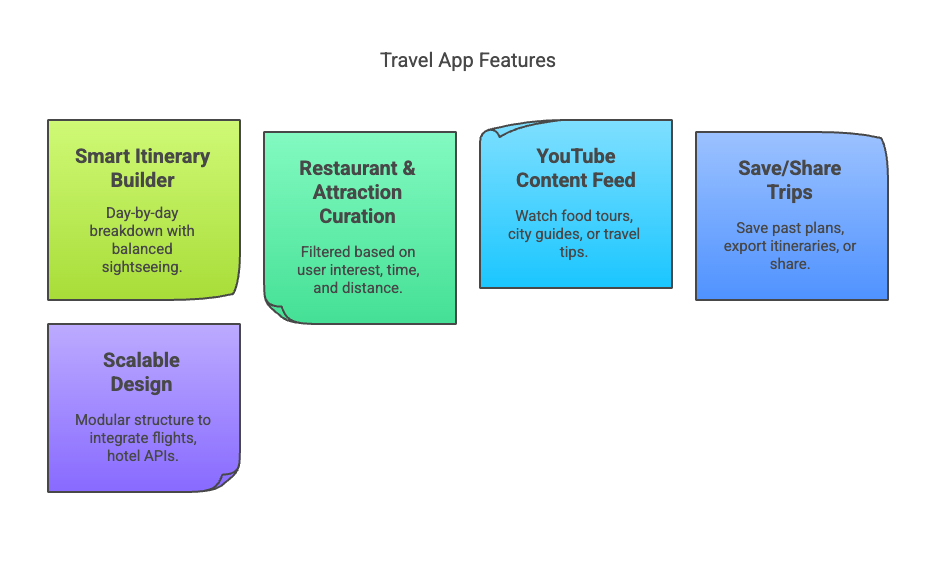 Travel App Features
Smart Itinerary
Builder
Day-by-day
breakdown with
balanced
sightseeing.
Restaurant &
Attraction
Curation
Filtered based on
user interest, time,
and distance.
YouTube
Content Feed
Watch food tours,
city guides, or travel
tips.
Save/Share
Trips
Save past plans,
export itineraries, or
share.
Scalable
Design
Modular structure to
integrate flights,
hotel APIs.